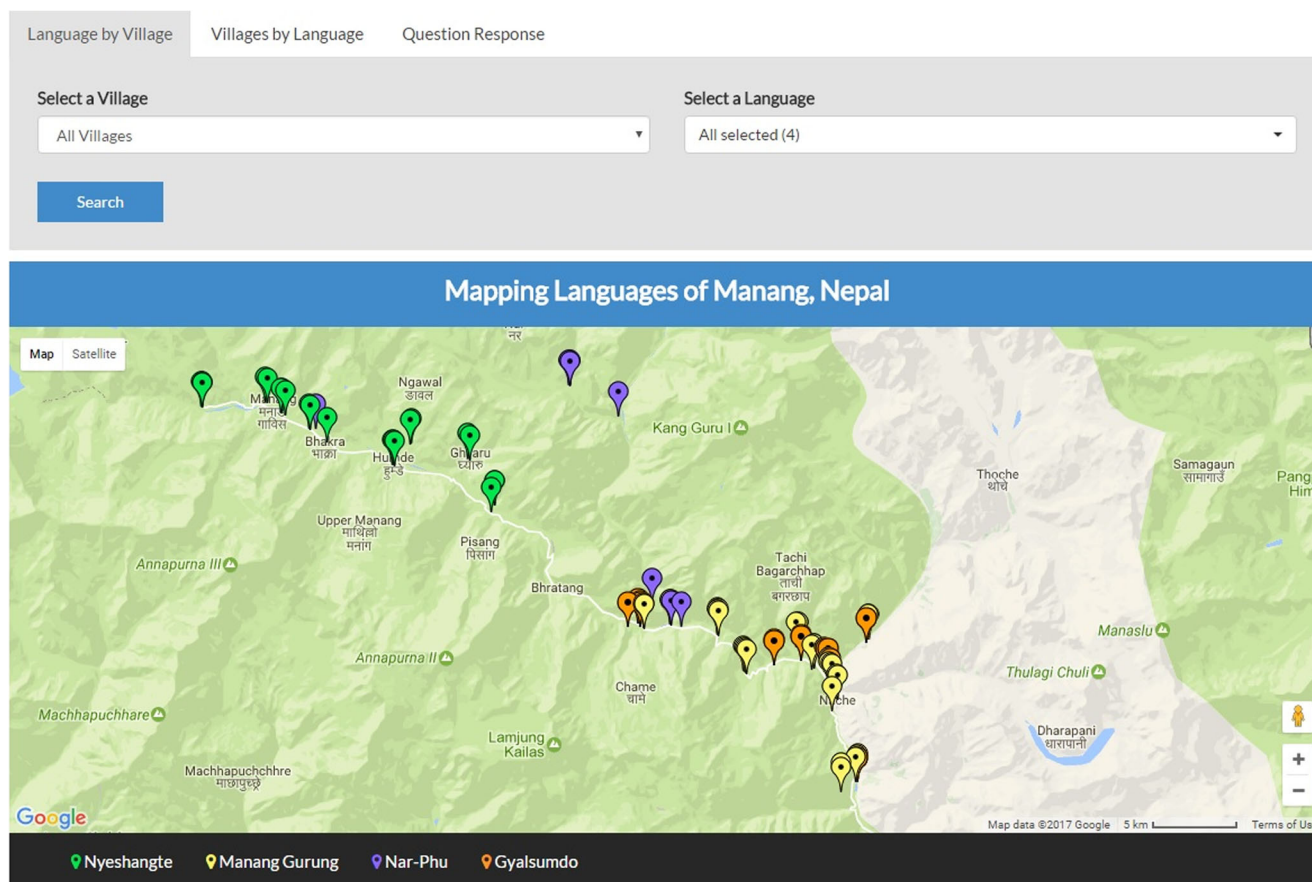 Language by Village
Villages by Language
Question Response
Select a Village
Select a Language
All Villages
All selected (4)
Search
Mapping Languages of Manang, Nepal
नर
Map
Satellite
Ngawal
ङावल
मनाङ
गाविस
Kang Guru I
Bhakra
भाक्रा
हुम्डे
घ्यारु
Thoche
थोचे
Samagaun
सामागाउँ
Upper Manang
माथिल्लो
मनांग
Pisang
पिसांग
Annapurna III
Bhratang
Tachi
Bagarchhap
ताची
बगरछाप
Manaslu
Annapurna II
Thulagi Chuli
Chame
चामे
Machhapuchhare
Lamjung
Kailas
Dharapani
धारापानी
Machhapuchchhre
माछापुच्छ्रे
Google
Map data ©2017 Google
5 km
Terms of Us
Nyeshangte
Manang Gurung
Nar-Phu
Gyalsumdo